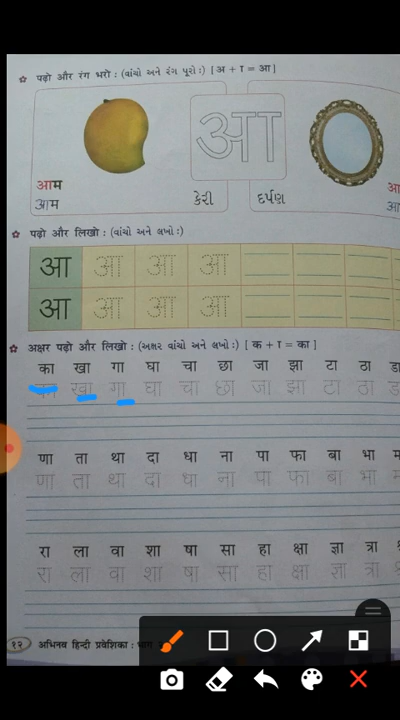 पढ़ो और रंग भरो : (વાંચો અને રંગ પૂરો :) [ अ + ा = आ ]
आ
आम
आम
કેરી
દર્પણ
आ
आ
पढ़ो और लिखो : (વાંચો અને લખો :)
आ आ आ आ
आ आ आ आ
अक्षर पढ़ो और लिखो : (અક્ષર વાંચો અને લખો :) [ क + ा = का ]
का खा गा घा चा छा जा झा टा ठा डा
का खा गा घा चा छा जा झा टा ठा ड
णा ता था दा धा ना पा फा बा भा म
णा ता था दा धा ना पा फा बा भा म
रा ला वा शा षा सा हा क्षा ज्ञा त्रा
रा ला वा शा षा सा हा क्षा ज्ञा त्रा
१२ अभिनव हिन्दी प्रवेशिका : भाग